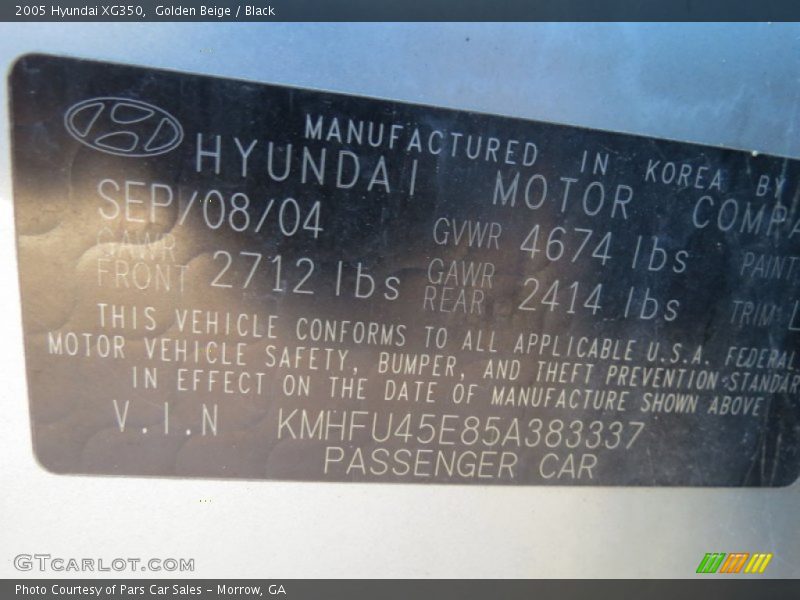 2005 Hyundai XG350, Golden Beige / Black
MANUFACTURED IN KOREA BY
HYUNDAI MOTOR COMPA
SEP/08/04 GVWR 4674 lbs PAINT
GAWR FRONT 2712 lbs GAWR REAR 2414 lbs TRIM
THIS VEHICLE CONFORMS TO ALL APPLICABLE U.S.A. FEDERAL
MOTOR VEHICLE SAFETY, BUMPER, AND THEFT PREVENTION STANDAR
IN EFFECT ON THE DATE OF MANUFACTURE SHOWN ABOVE
V.I.N KMHFU45E85A383337
PASSENGER CAR
GTCARLOT.COM
Photo Courtesy of Pars Car Sales - Morrow, GA